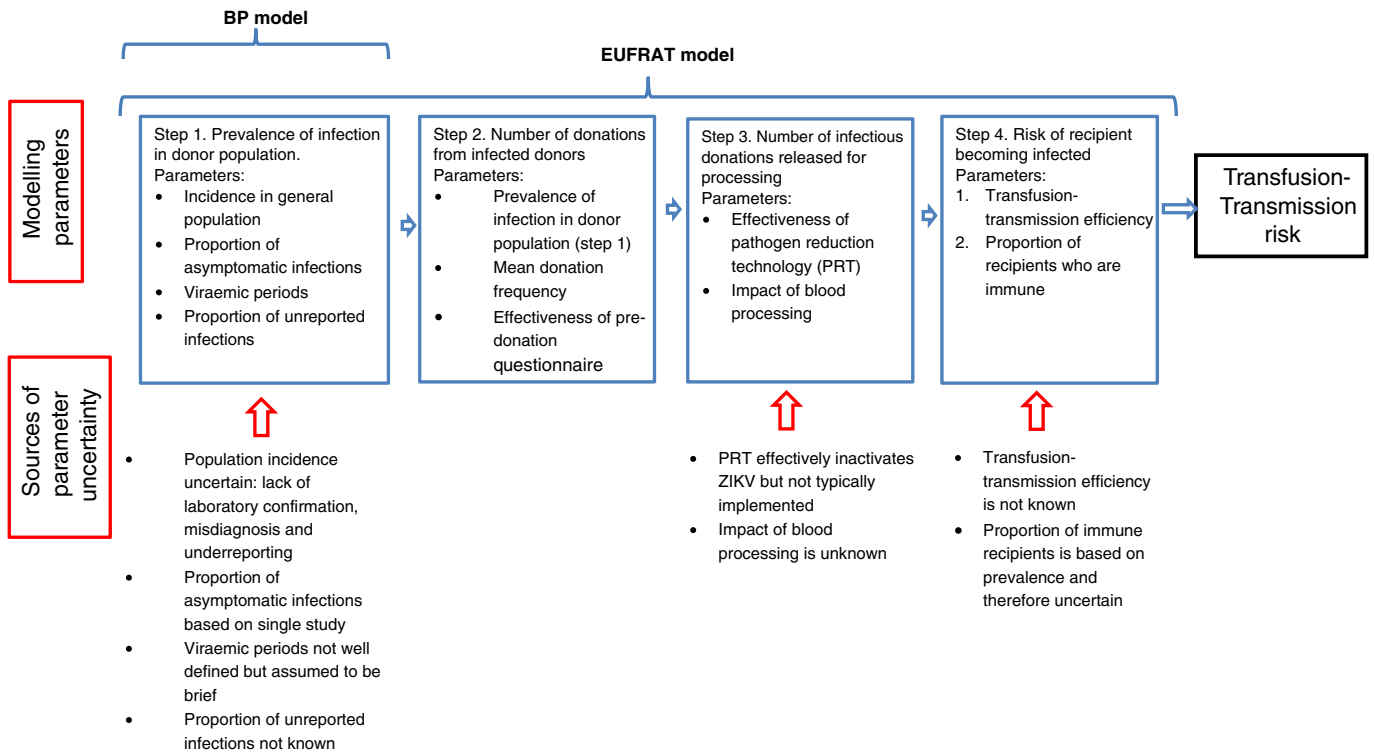 BP model
EUFRAT model
Modelling
parameters
Step 1. Prevalence of infection
in donor population.
Parameters:
• Incidence in general
population
• Proportion of
asymptomatic infections
• Viraemic periods
• Proportion of unreported
infections
Step 2. Number of donations
from infected donors
Parameters:
• Prevalence of
infection in donor
population (step 1)
• Mean donation
frequency
• Effectiveness of pre-
donation
questionnaire
Step 3. Number of infectious
donations released for
processing
Parameters:
• Effectiveness of
pathogen reduction
technology (PRT)
• Impact of blood
processing
Step 4. Risk of recipient
becoming infected
Parameters:
1. Transfusion-
transmission efficiency
2. Proportion of
recipients who are
immune
Transfusion-
Transmission
risk
Sources of
parameter
uncertainty
• Population incidence
uncertain: lack of
laboratory confirmation,
misdiagnosis and
underreporting
• Proportion of
asymptomatic infections
based on single study
• Viraemic periods not well
defined but assumed to be
brief
• Proportion of unreported
infections not known
• PRT effectively inactivates
ZIKV but not typically
implemented
• Impact of blood
processing is unknown
• Transfusion-
transmission efficiency
is not known
• Proportion of immune
recipients is based on
prevalence and
therefore uncertain